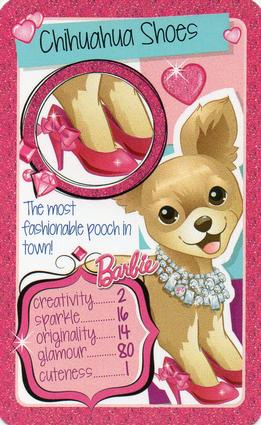 Chihuahua Shoes
The most
fashionable pooch in
town!
Barbie
creativity......2
sparkle..........16
originality.....14
glamour.........80
cuteness.........1